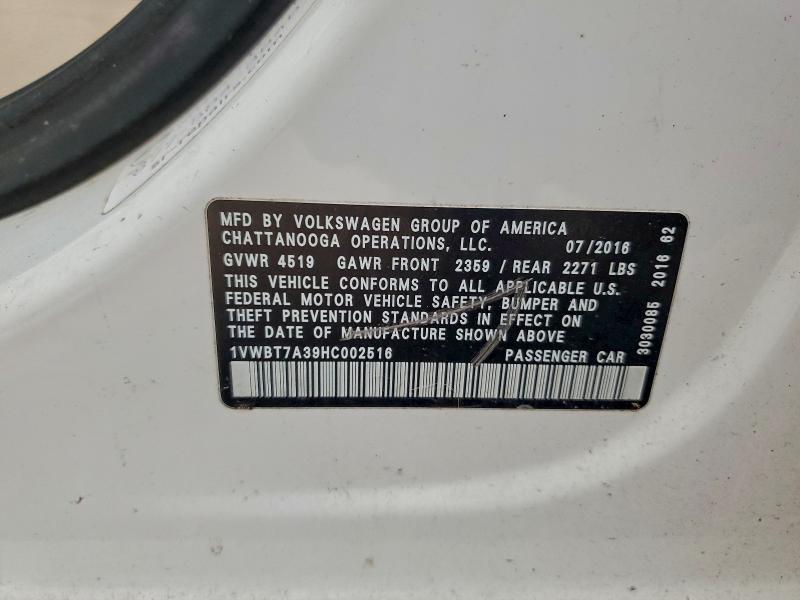 MFD BY VOLKSWAGEN GROUP OF AMERICA
CHATTANOOGA OPERATIONS, LLC. 07/2016
GVWR 4519 GAWR FRONT 2359 / REAR 2271 LBS
THIS VEHICLE CONFORMS TO ALL APPLICABLE U.S.
FEDERAL MOTOR VEHICLE SAFETY, BUMPER AND
THEFT PREVENTION STANDARDS IN EFFECT ON
THE DATE OF MANUFACTURE SHOWN ABOVE
1VWBT7A39HC002516 PASSENGER CAR
3030085 2016 62